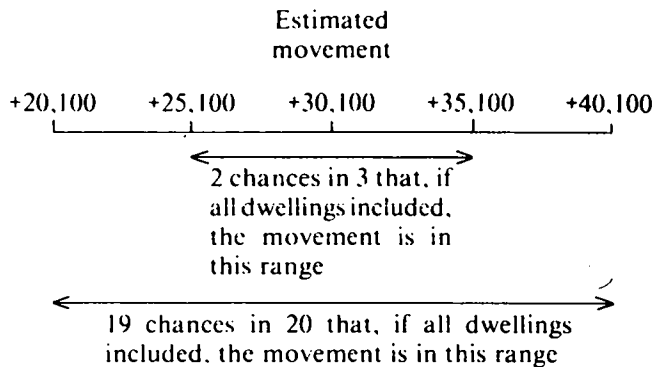 Estimated
movement
+20,100 +25,100 +30,100 +35,100 +40,100
2 chances in 3 that, if
all dwellings included,
the movement is in
this range
19 chances in 20 that, if all dwellings
included, the movement is in this range